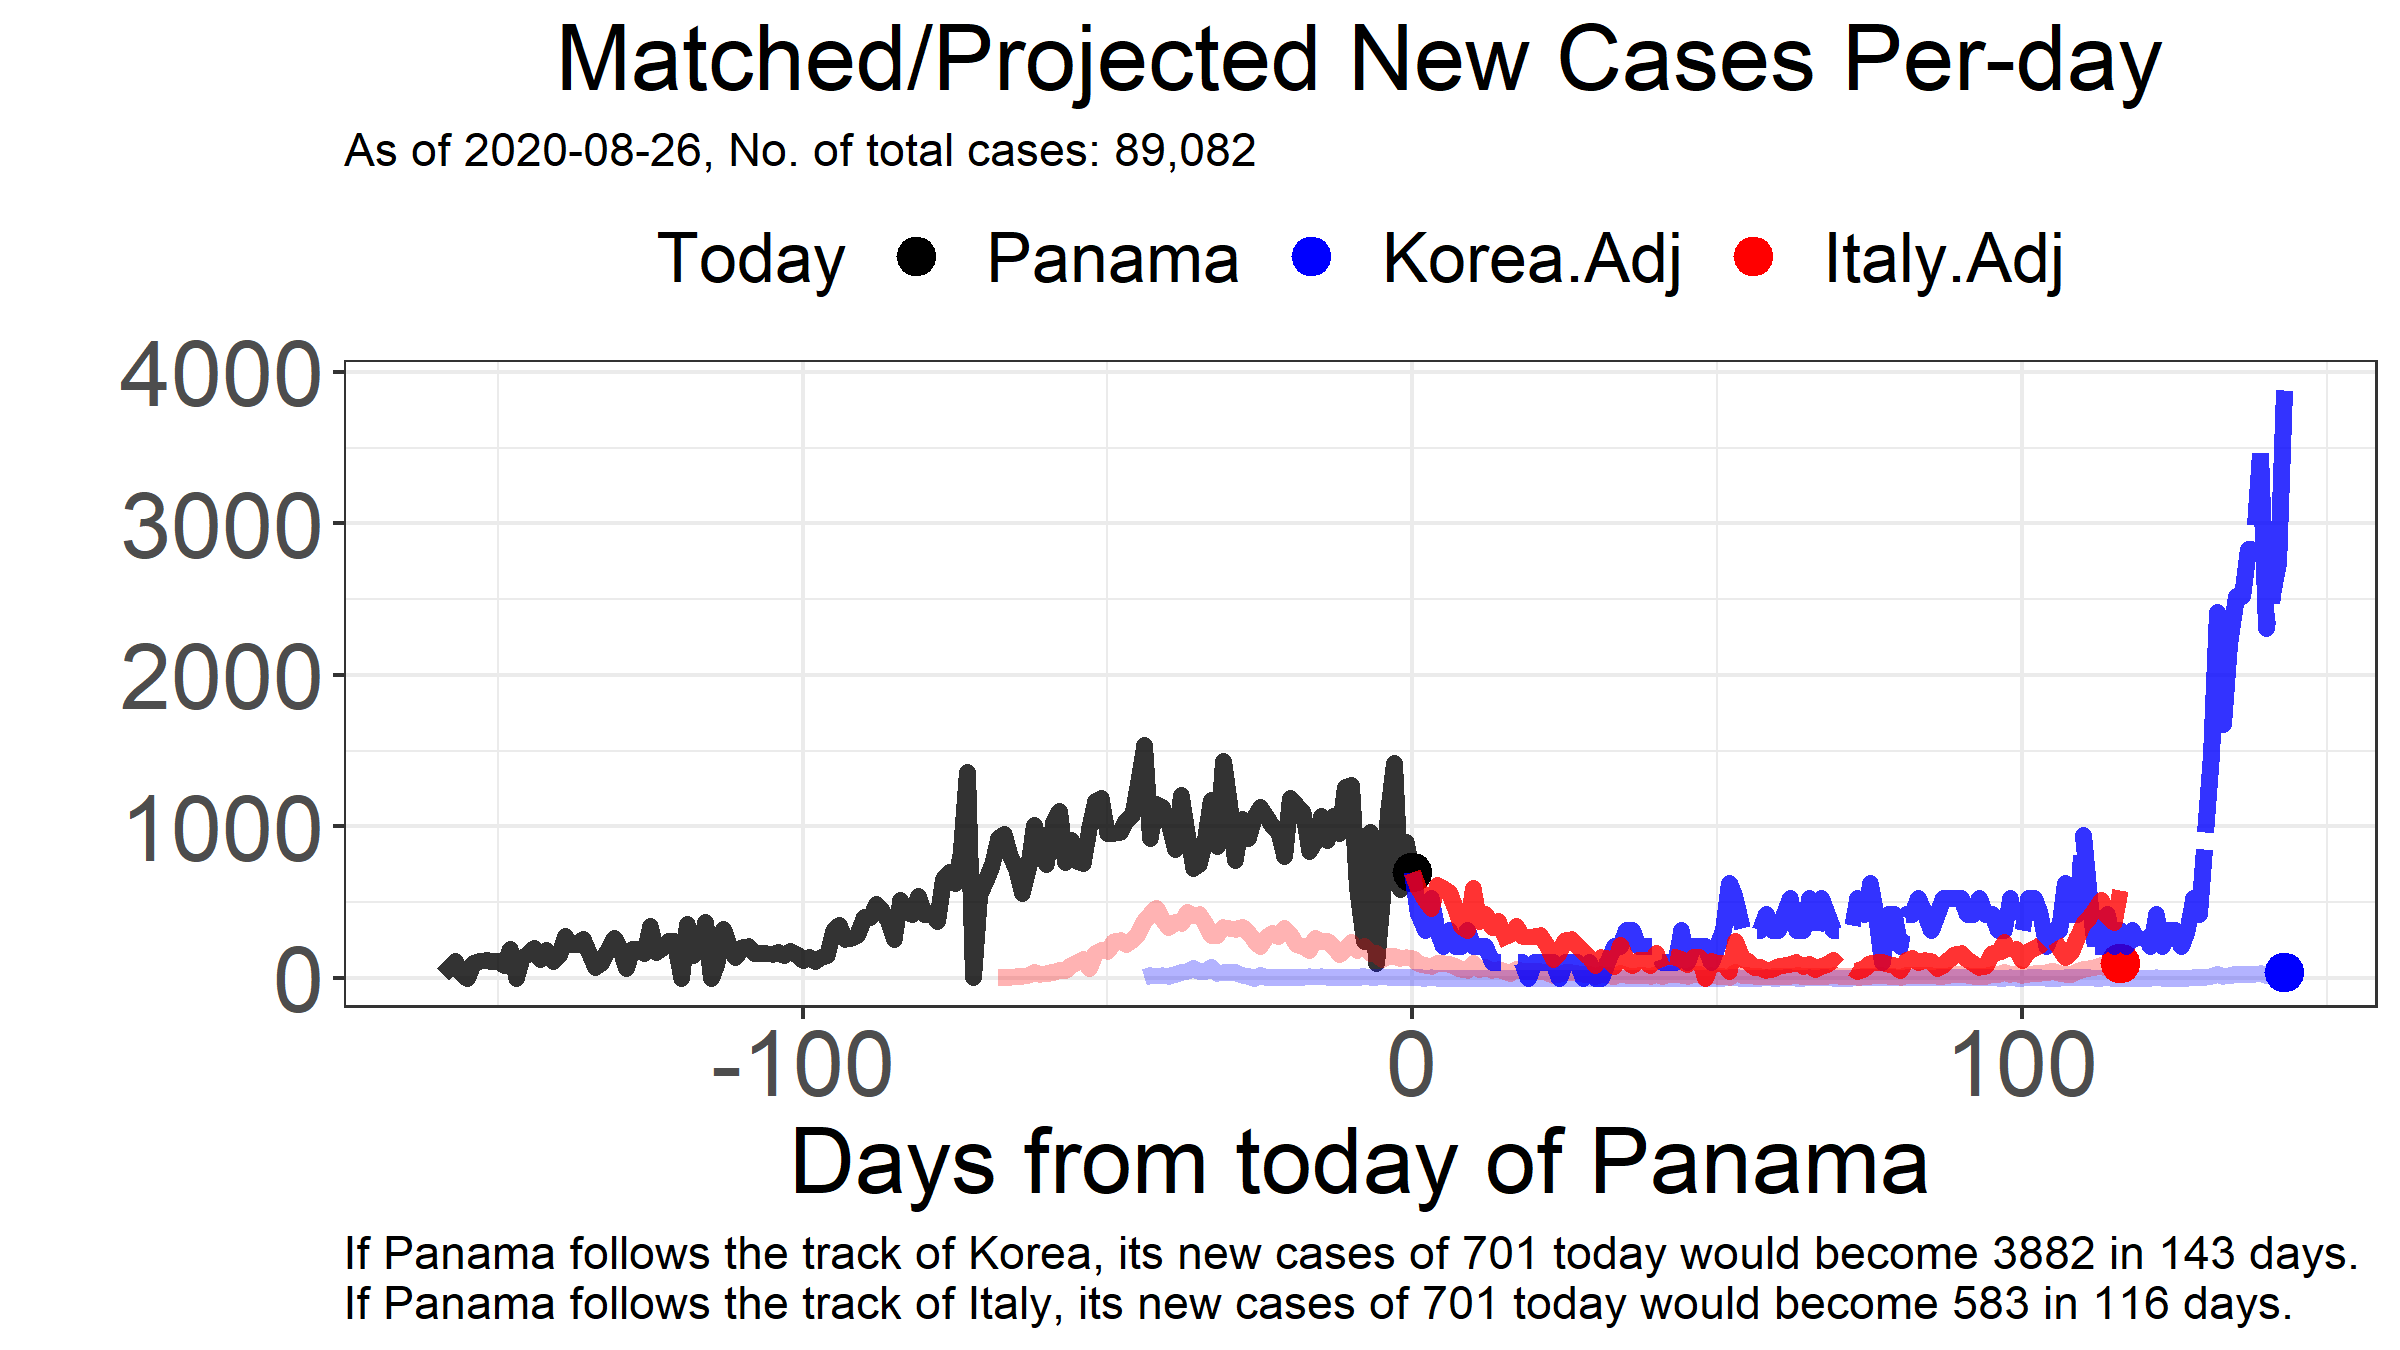 Matched/Projected New Cases Per-day
As of 2020-08-26, No. of total cases: 89,082
Today Panama Korea.Adj Italy.Adj
4000
3000
2000
1000
0
-100 0 100
Days from today of Panama
If Panama follows the track of Korea, its new cases of 701 today would become 3882 in 143 days.
If Panama follows the track of Italy, its new cases of 701 today would become 583 in 116 days.